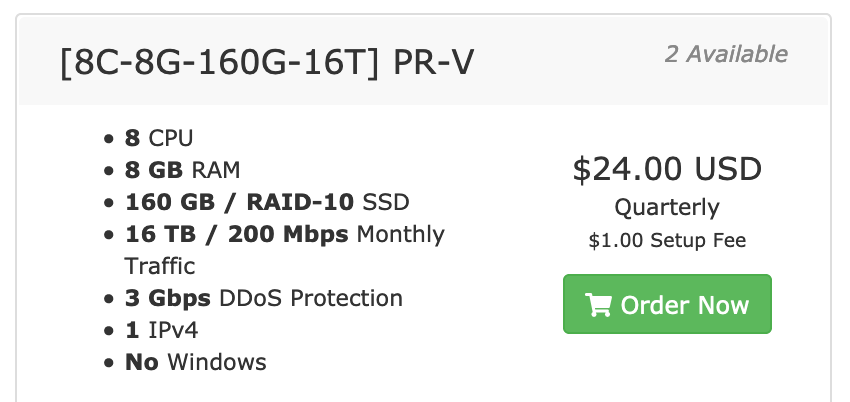 [8C-8G-160G-16T] PR-V
2 Available
• 8 CPU
• 8 GB RAM
• 160 GB / RAID-10 SSD
• 16 TB / 200 Mbps Monthly
Traffic
• 3 Gbps DDoS Protection
• 1 IPv4
• No Windows
$24.00 USD
Quarterly
$1.00 Setup Fee
Order Now